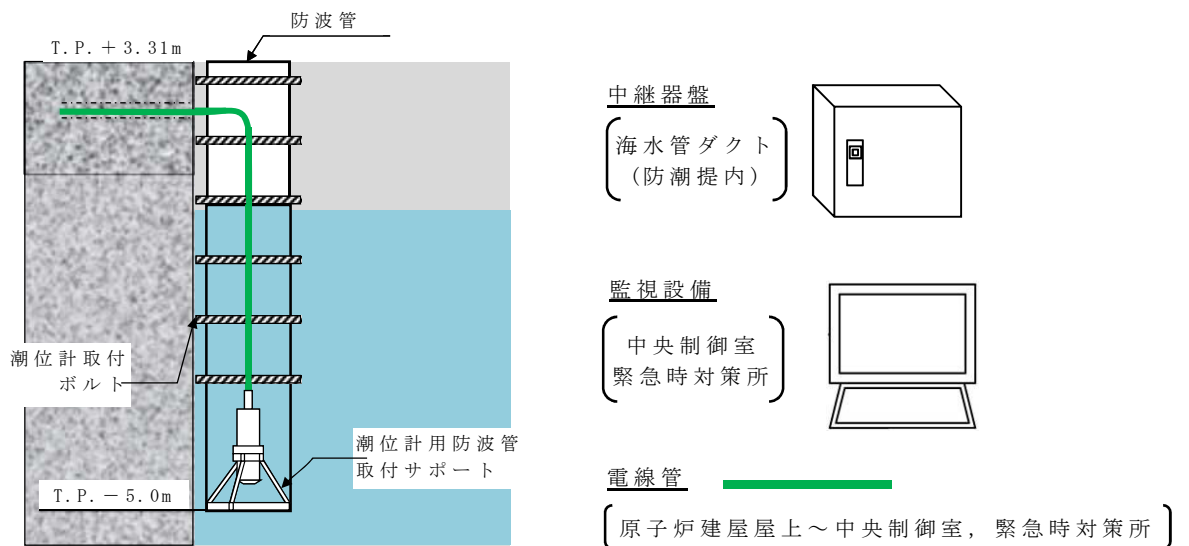 防波管
T.P.＋3.31m
潮位計取付
ボルト
潮位計用防波管
取付サポート
T.P.－5.0m
中継器盤
海水管ダクト
(防潮提内)
監視設備
中央制御室
緊急時対策所
電線管
原子炉建屋屋上～中央制御室，緊急時対策所